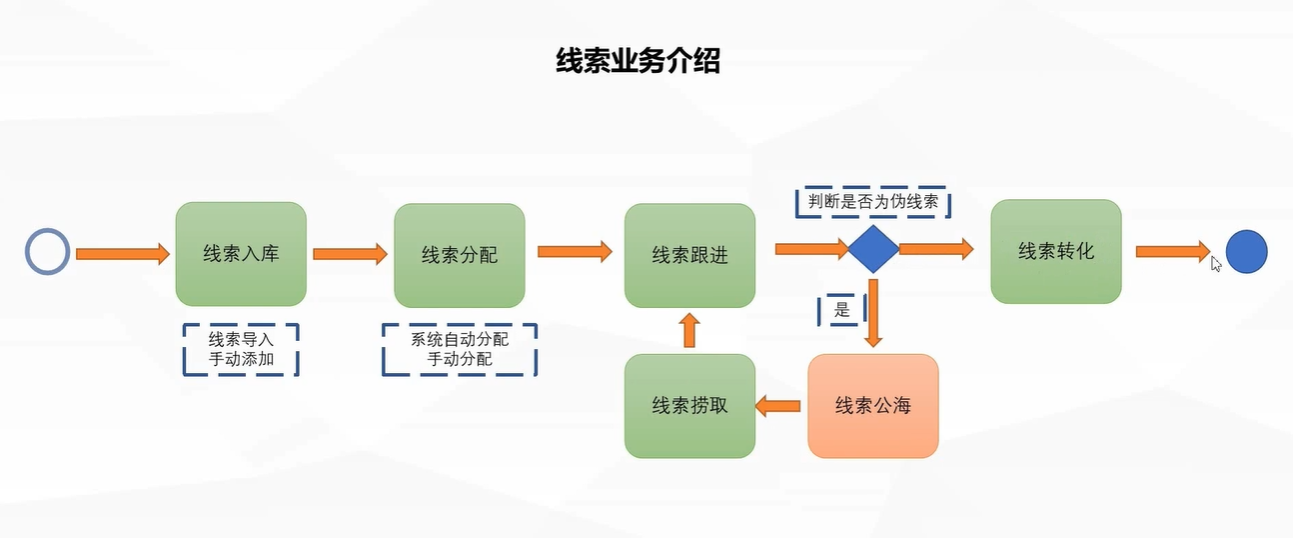 线索业务介绍
判断是否为伪线索
线索入库
线索分配
线索跟进
线索转化
线索导入
手动添加
系统自动分配
手动分配
是
线索捞取
线索公海